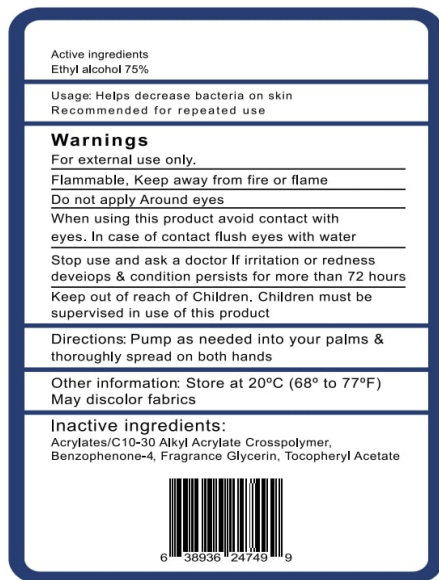 Active ingredients
Ethyl alcohol 75%
Usage: Helps decrease bacteria on skin
Recommended for repeated use
Warnings
For external use only.
Flammable, Keep away from fire or flame
Do not apply Around eyes
When using this product avoid contact with
eyes. In case of contact flush eyes with water
Stop use and ask a doctor If irritation or redness
deveiops & condition persists for more than 72 hours
Keep out of reach of Children. Children must be
supervised in use of this product
Directions: Pump as needed into your palms &
thoroughly spread on both hands
Other information: Store at 20ºC (68º to 77ºF)
May discolor fabrics
Inactive ingredients:
Acrylates/C10-30 Alkyl Acrylate Crosspolymer,
Benzophenone-4, Fragrance Glycerin, Tocopheryl Acetate
6 38936 24749 9